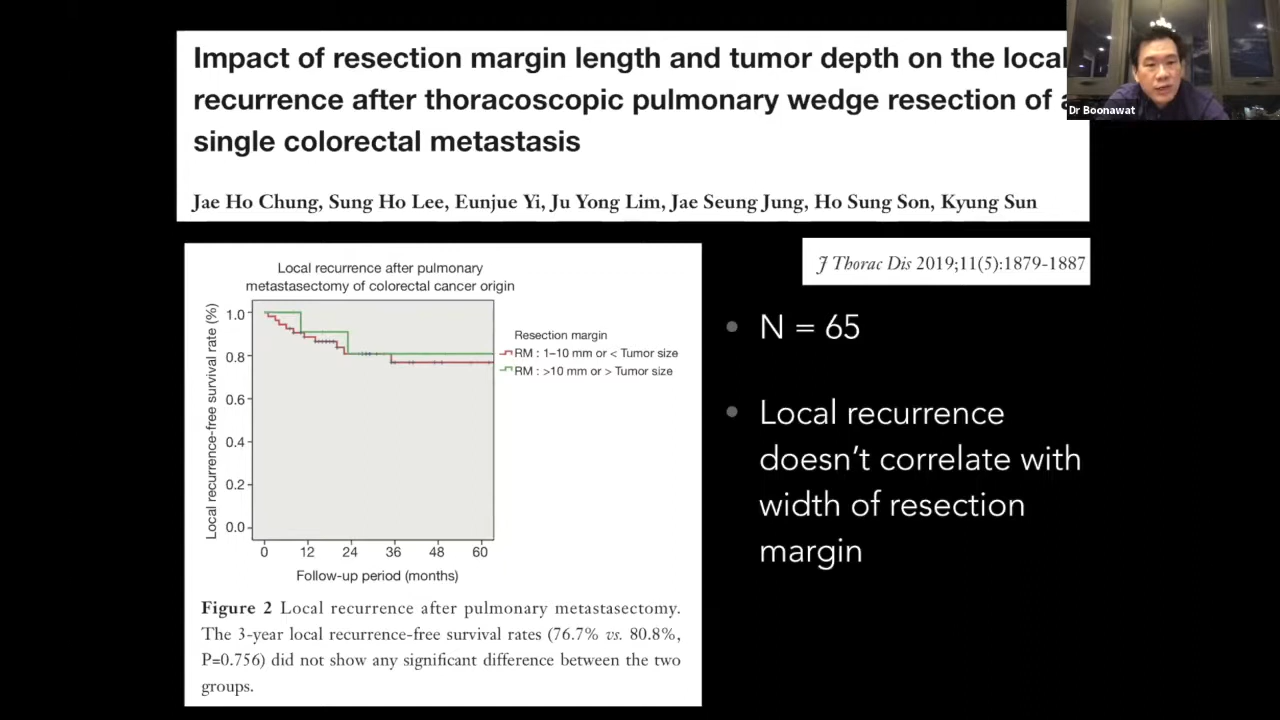 Impact of resection margin length and tumor depth on the local
recurrence after thoracoscopic pulmonary wedge resection of a
single colorectal metastasis
Jae Ho Chung, Sung Ho Lee, Eunjue Yi, Ju Yong Lim, Jae Seung Jung, Ho Sung Son, Kyung Sun
Dr Boonawat
J Thorac Dis 2019;11(5):1879-1887
Local recurrence after pulmonary
metastasectomy of colorectal cancer origin
Local recurrence-free survival rate (%)
1.0
0.8
0.6
0.4
0.2
0.0
0 12 24 36 48 60
Follow-up period (months)
Resection margin
RM : 1–10 mm or < Tumor size
RM : >10 mm or > Tumor size
Figure 2 Local recurrence after pulmonary metastasectomy.
The 3-year local recurrence-free survival rates (76.7% vs. 80.8%,
P=0.756) did not show any significant difference between the two
groups.
• N = 65
• Local recurrence
doesn’t correlate with
width of resection
margin